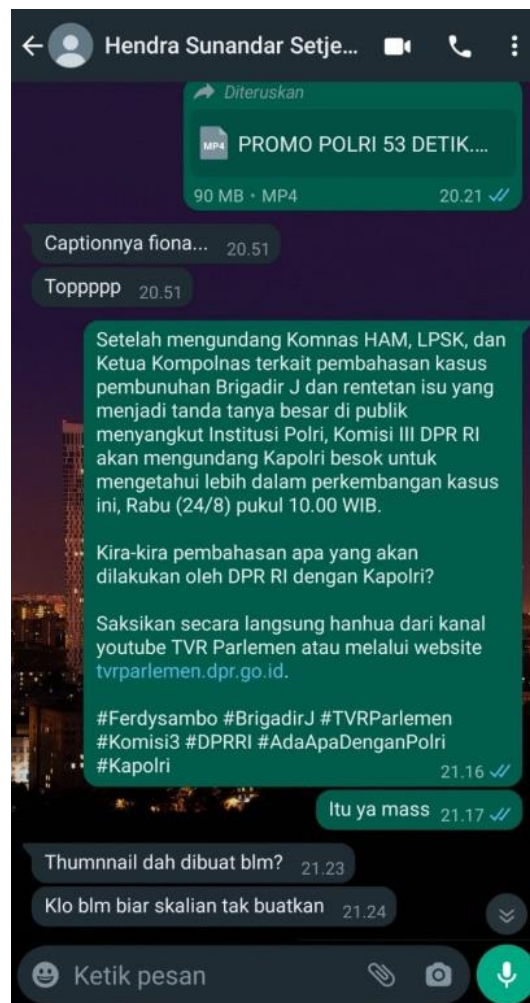 Hendra Sunandar Setje...
Diteruskan
MP4
PROMO POLRI 53 DETIK....
90 MB • MP4
20.21
Captionnya fiona...
20.51
Toppppp
20.51
Setelah mengundang Komnas HAM, LPSK, dan
Ketua Kompolnas terkait pembahasan kasus
pembunuhan Brigadir J dan rentetan isu yang
menjadi tanda tanya besar di publik
menyangkut Institusi Polri, Komisi III DPR RI
akan mengundang Kapolri besok untuk
mengetahui lebih dalam perkembangan kasus
ini, Rabu (24/8) pukul 10.00 WIB.
Kira-kira pembahasan apa yang akan
dilakukan oleh DPR RI dengan Kapolri?
Saksikan secara langsung hanhua dari kanal
youtube TVR Parlemen atau melalui website
tvrparlemen.dpr.go.id.
#Ferdysambo #BrigadirJ #TVRParlemen
#Komisi3 #DPRRI #AdaApaDenganPolri
#Kapolri
21.16
Itu ya mass
21.17
Thumnnail dah dibuat blm?
21.23
Klo blm biar skalian tak buatkan
21.24
Ketik pesan